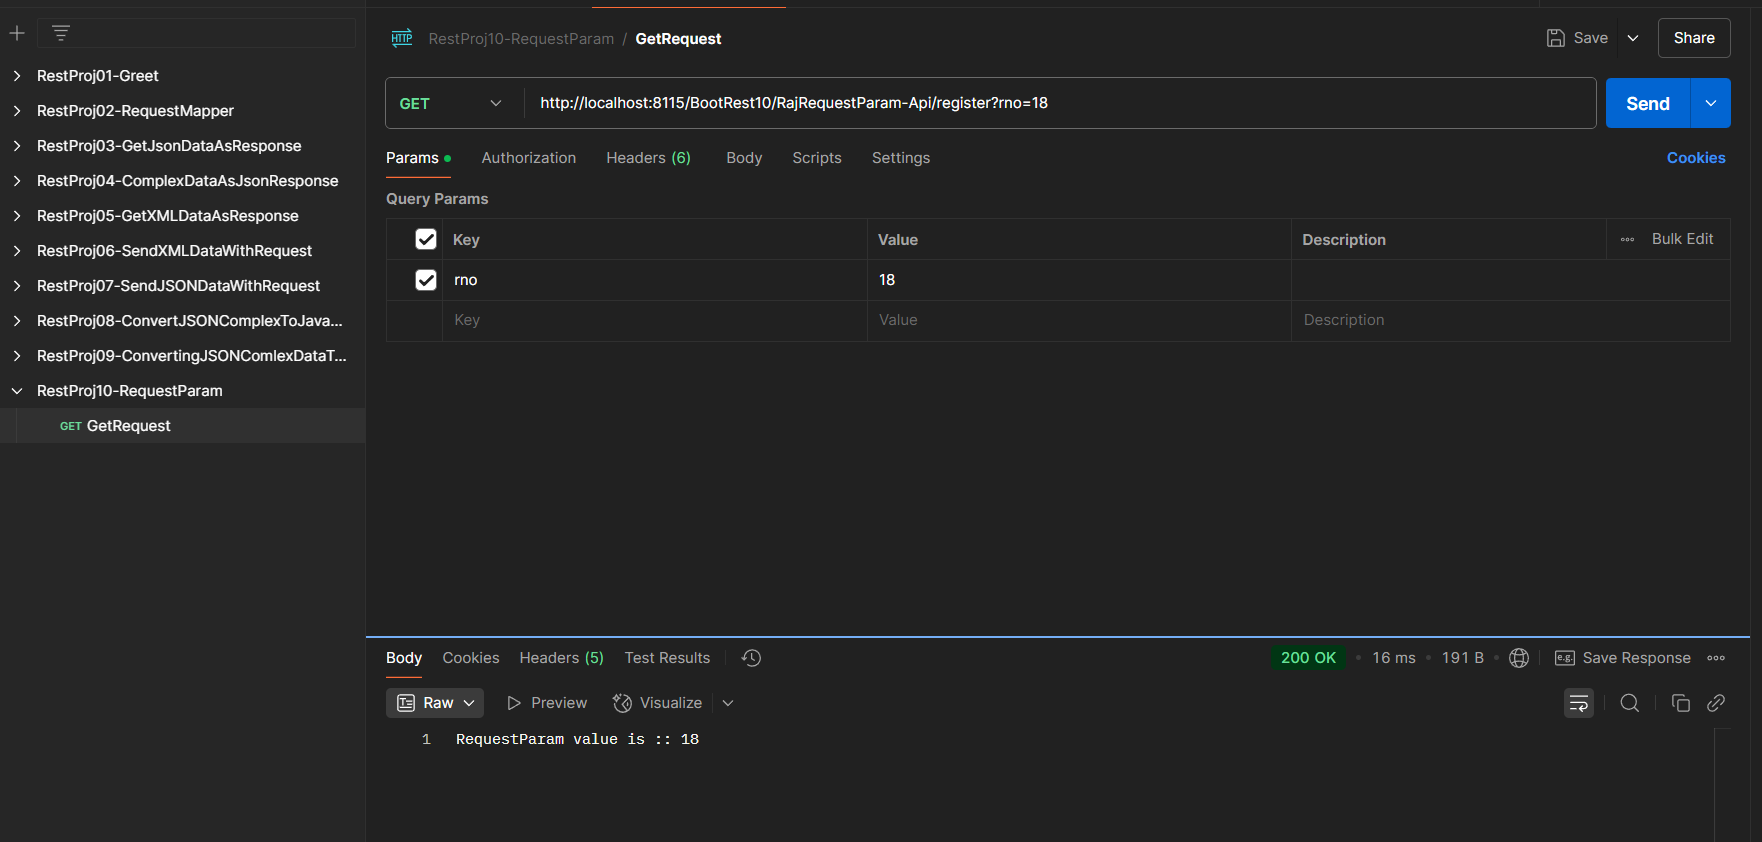 RestProj01-Greet
RestProj02-RequestMapper
RestProj03-GetJsonDataAsResponse
RestProj04-ComplexDataAsJsonResponse
RestProj05-GetXMLDataAsResponse
RestProj06-SendXMLDataWithRequest
RestProj07-SendJSONDataWithRequest
RestProj08-ConvertJSONComplexToJava...
RestProj09-ConvertingJSONComlexDataT...
RestProj10-RequestParam
GET GetRequest
HTTP RestProj10-RequestParam / GetRequest
Save Share
GET http://localhost:8115/BootRest10/RajRequestParam-Api/register?rno=18 Send
Params Authorization Headers (6) Body Scripts Settings Cookies
Query Params
Key Value Description Bulk Edit
rno 18
Key Value Description
Body Cookies Headers (5) Test Results 200 OK • 16 ms • 191 B • e.g. Save Response
Raw Preview Visualize
1 RequestParam value is :: 18